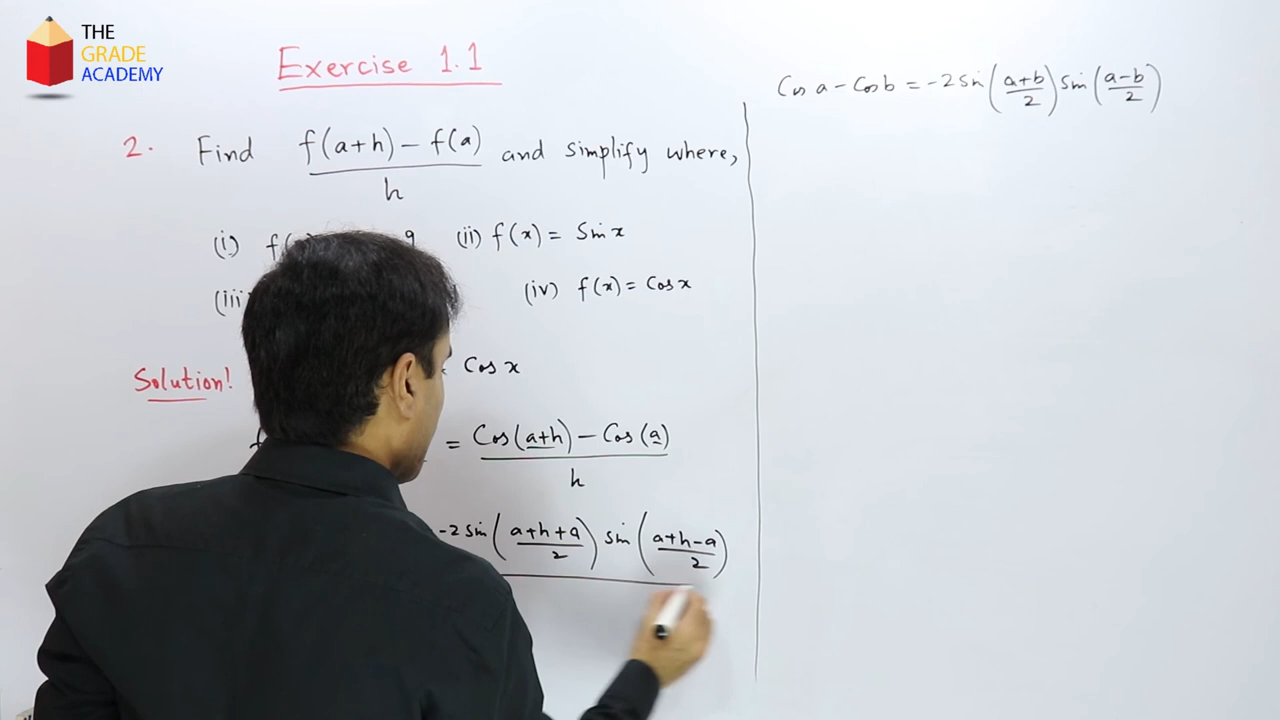 THE
GRADE
ACADEMY
Exercise 1.1
2. Find f(a+h) - f(a) / h and simplify where,
(i) f( 9 (ii) f(x) = Sin x
(iii (iv) f(x) = Cos x
Solution! Cos x
= Cos(a+h) - Cos(a) / h
-2 sin((a+h+a)/2) sin((a+h-a)/2)
Cos a - Cos b = -2 sin((a+b)/2) sin((a-b)/2)